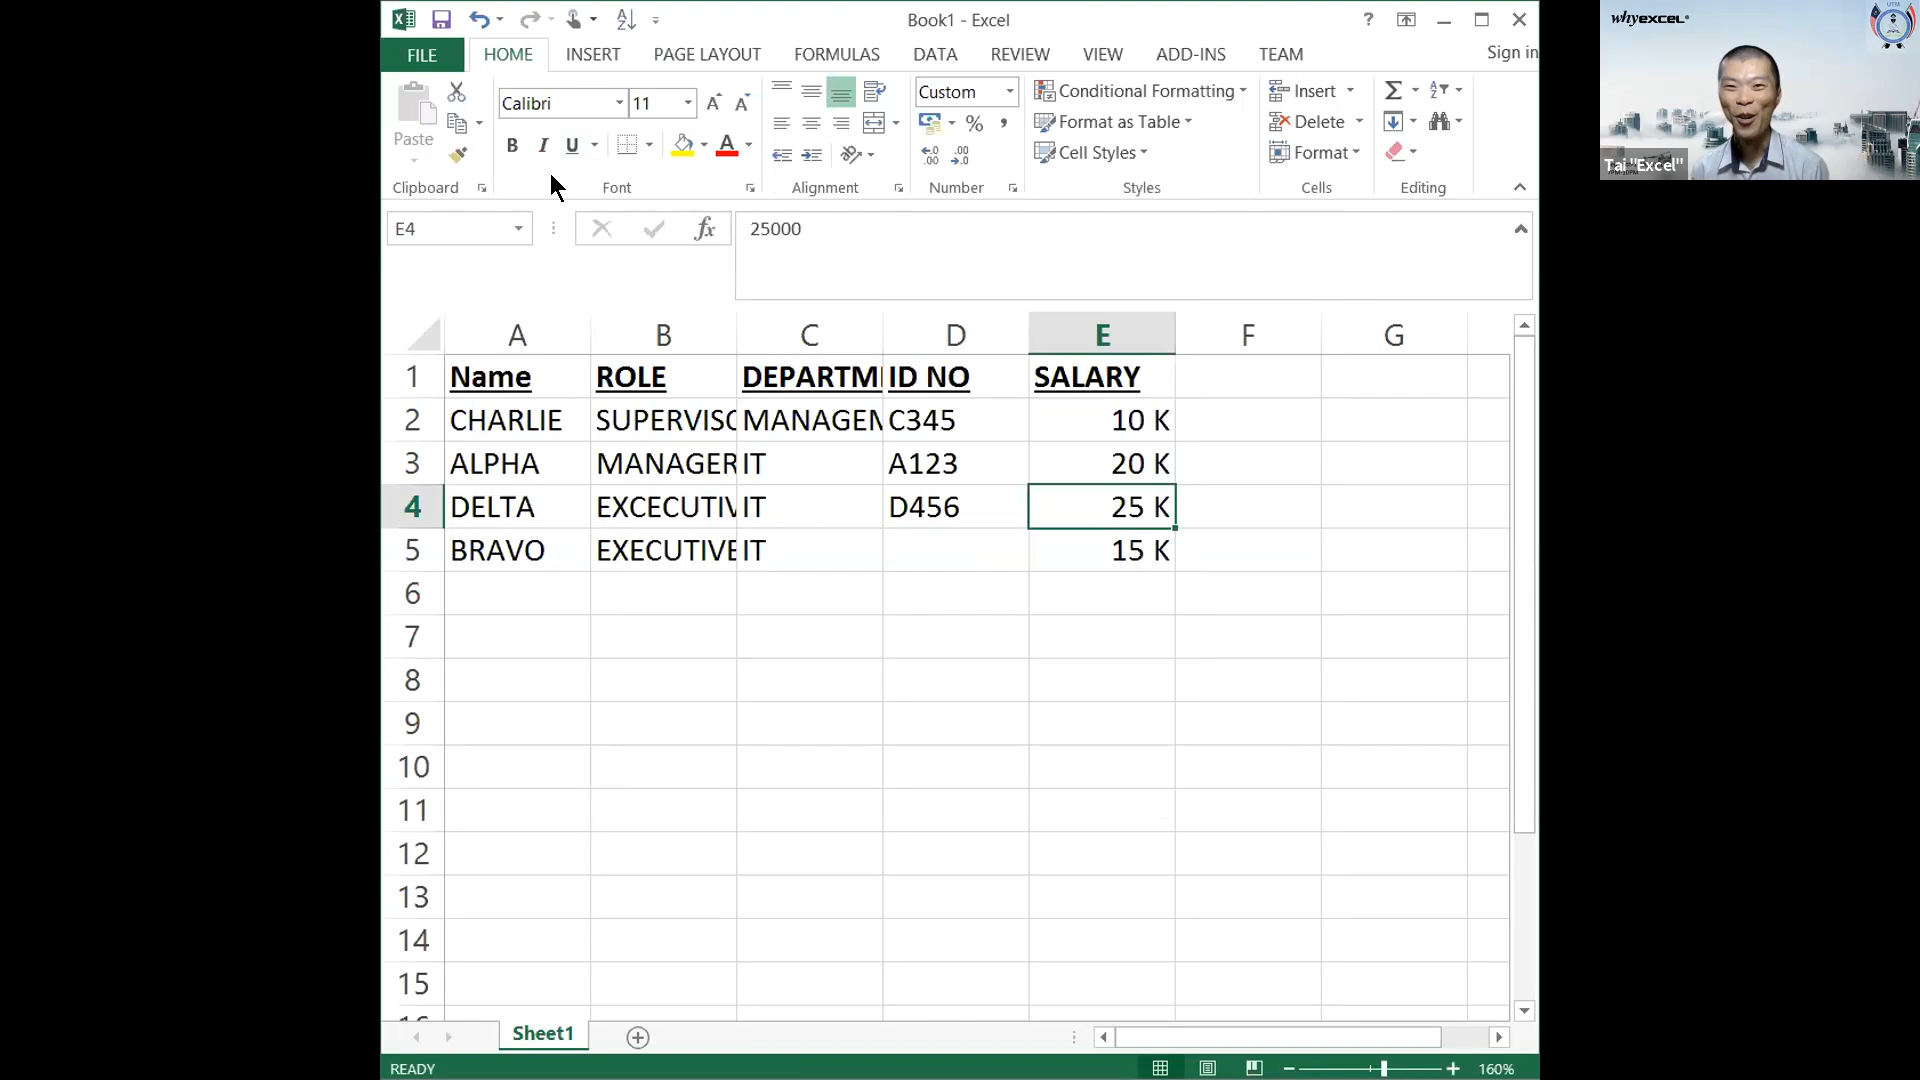 Book1 - Excel
?
FILE HOME INSERT PAGE LAYOUT FORMULAS DATA REVIEW VIEW ADD-INS TEAM Sign in
Paste
Calibri 11
B I U
Custom
Conditional Formatting
Format as Table
Cell Styles
Insert
Delete
Format
Clipboard Font Alignment Number Styles Cells Editing
E4 fx 25000
A B C D E F G
1 Name ROLE DEPARTM ID NO SALARY
2 CHARLIE SUPERVISO MANAGEM C345 10 K
3 ALPHA MANAGER IT A123 20 K
4 DELTA EXCECUTIV IT D456 25 K
5 BRAVO EXECUTIVE IT 15 K
6
7
8
9
10
11
12
13
14
15
Sheet1
READY 160%
whyEXCEL
UTM
Tai "Excel"